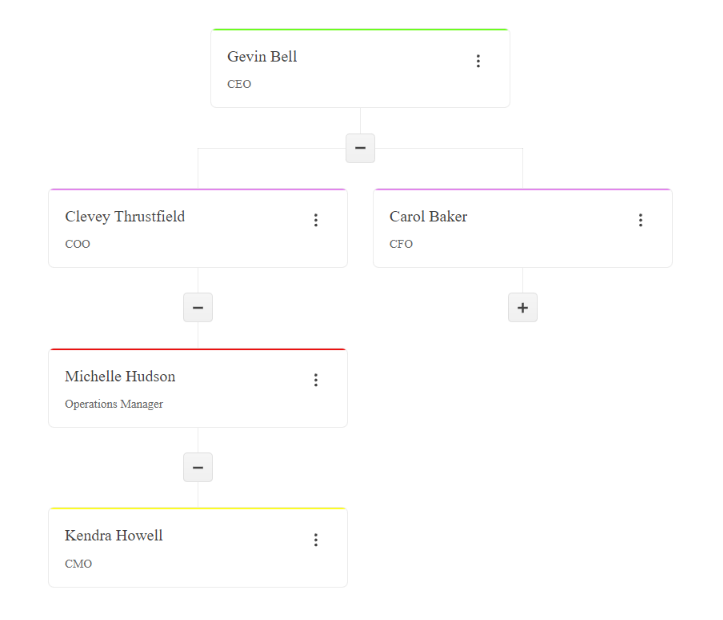 Gevin Bell
CEO
Clevey Thrustfield
COO
Carol Baker
CFO
Michelle Hudson
Operations Manager
Kendra Howell
CMO